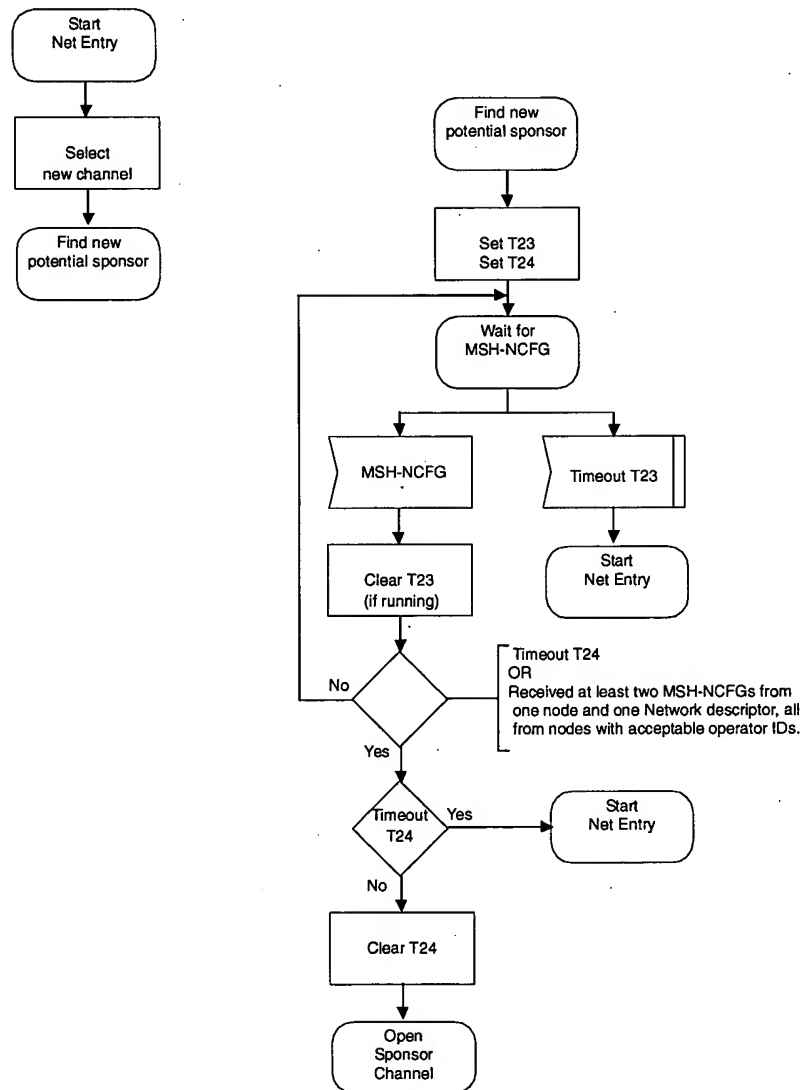 Start
Net Entry
Select
new channel
Find new
potential sponsor
Find new
potential sponsor
Set T23
Set T24
Wait for
MSH-NCFG
MSH-NCFG
Timeout T23
Clear T23
(if running)
Start
Net Entry
No
Timeout T24
OR
Received at least two MSH-NCFGs from
one node and one Network descriptor, all
from nodes with acceptable operator IDs.
Yes
Timeout
T24
Yes
Start
Net Entry
No
Clear T24
Open
Sponsor
Channel